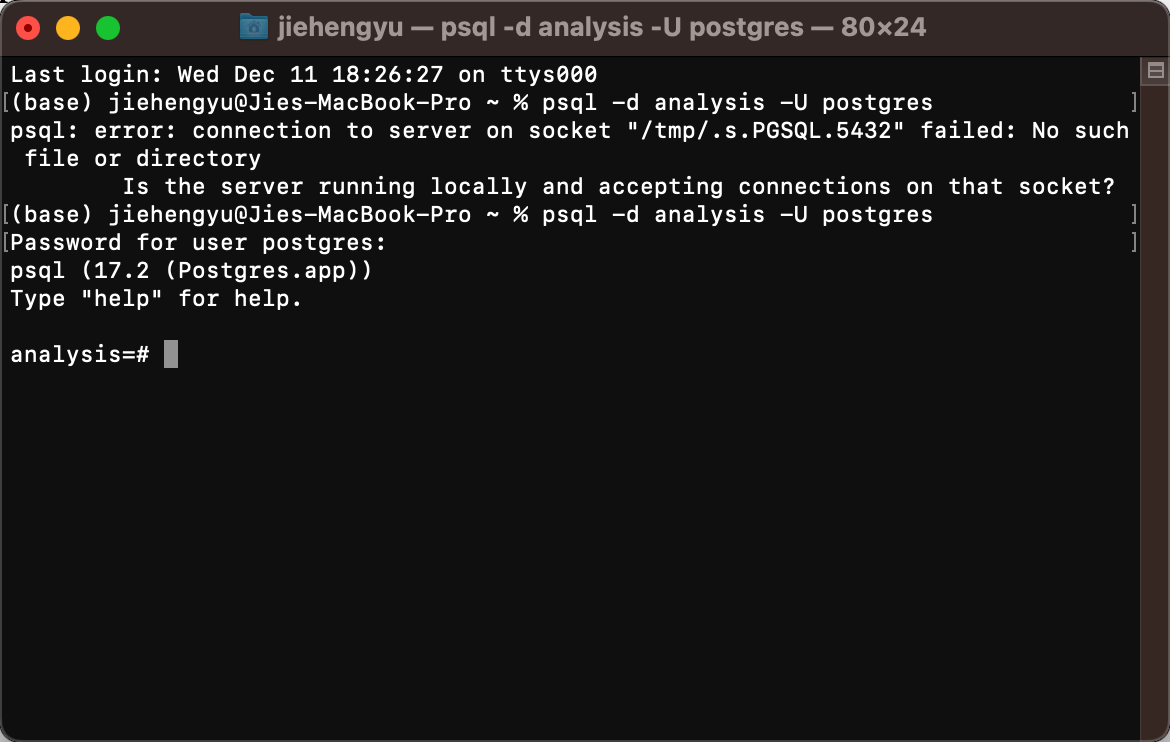 jiehengyu — psql -d analysis -U postgres — 80×24
Last login: Wed Dec 11 18:26:27 on ttys000
[(base) jiehengyu@Jies-MacBook-Pro ~ % psql -d analysis -U postgres ]
psql: error: connection to server on socket "/tmp/.s.PGSQL.5432" failed: No such
 file or directory
        Is the server running locally and accepting connections on that socket?
[(base) jiehengyu@Jies-MacBook-Pro ~ % psql -d analysis -U postgres ]
[Password for user postgres: ]
psql (17.2 (Postgres.app))
Type "help" for help.
analysis=#